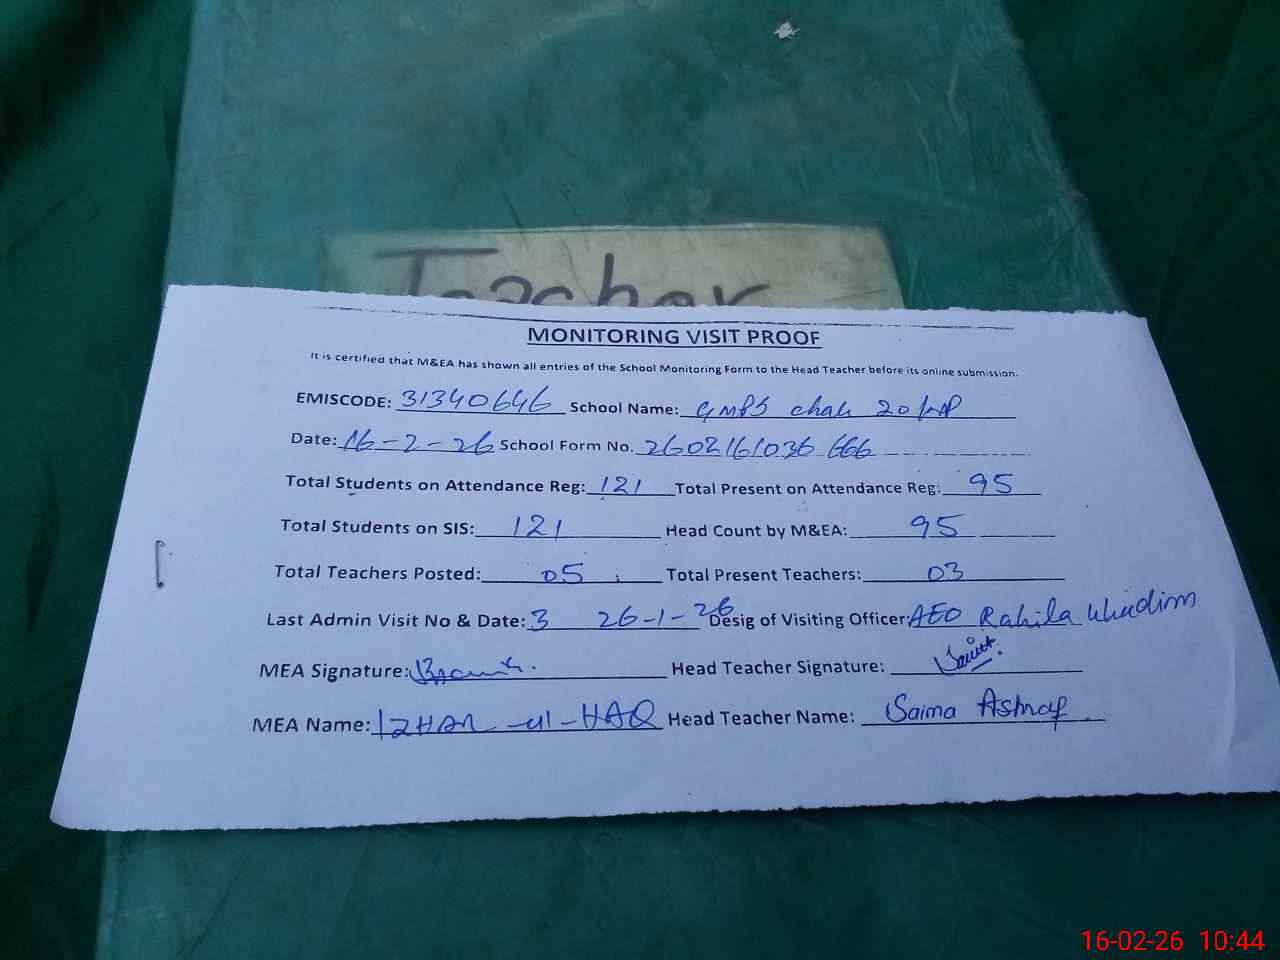 Teacher
MONITORING VISIT PROOF
It is certified that M&EA has shown all entries of the School Monitoring Form to the Head Teacher before its online submission.
EMISCODE: 31340646 School Name: GMPS chak 20
Date: 16-2-26 School Form No. 2602161036 666
Total Students on Attendance Reg: 121 Total Present on Attendance Reg: 95
Total Students on SIS: 121 Head Count by M&EA: 95
Total Teachers Posted: 05 Total Present Teachers: 03
Last Admin Visit No & Date: 3 26-1-26 Desig of Visiting Officer: AEO Rahila Khadim
MEA Signature: Head Teacher Signature:
MEA Name: IZHAR-ul-HAQ Head Teacher Name: Saima Ashraf
16-02-26 10:44